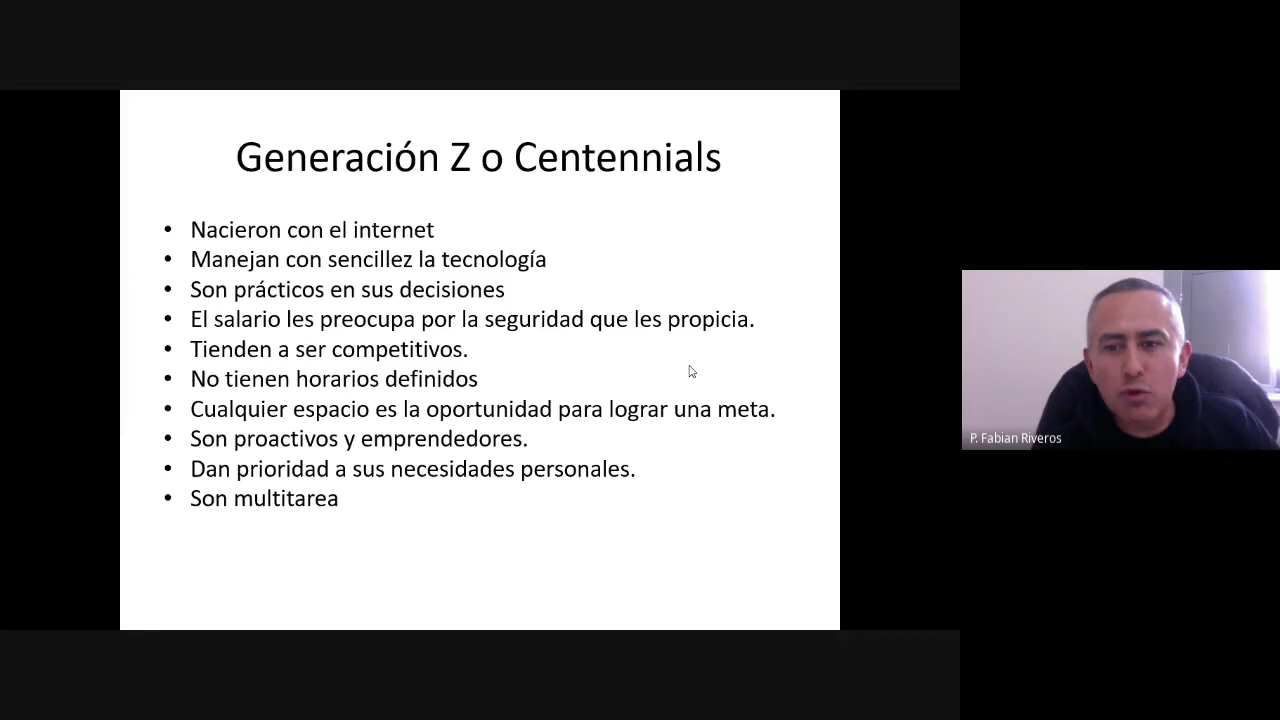 Generación Z o Centennials
• Nacieron con el internet
• Manejan con sencillez la tecnología
• Son prácticos en sus decisiones
• El salario les preocupa por la seguridad que les propicia.
• Tienden a ser competitivos.
• No tienen horarios definidos
• Cualquier espacio es la oportunidad para lograr una meta.
• Son proactivos y emprendedores.
• Dan prioridad a sus necesidades personales.
• Son multitarea
P. Fabian Riveros